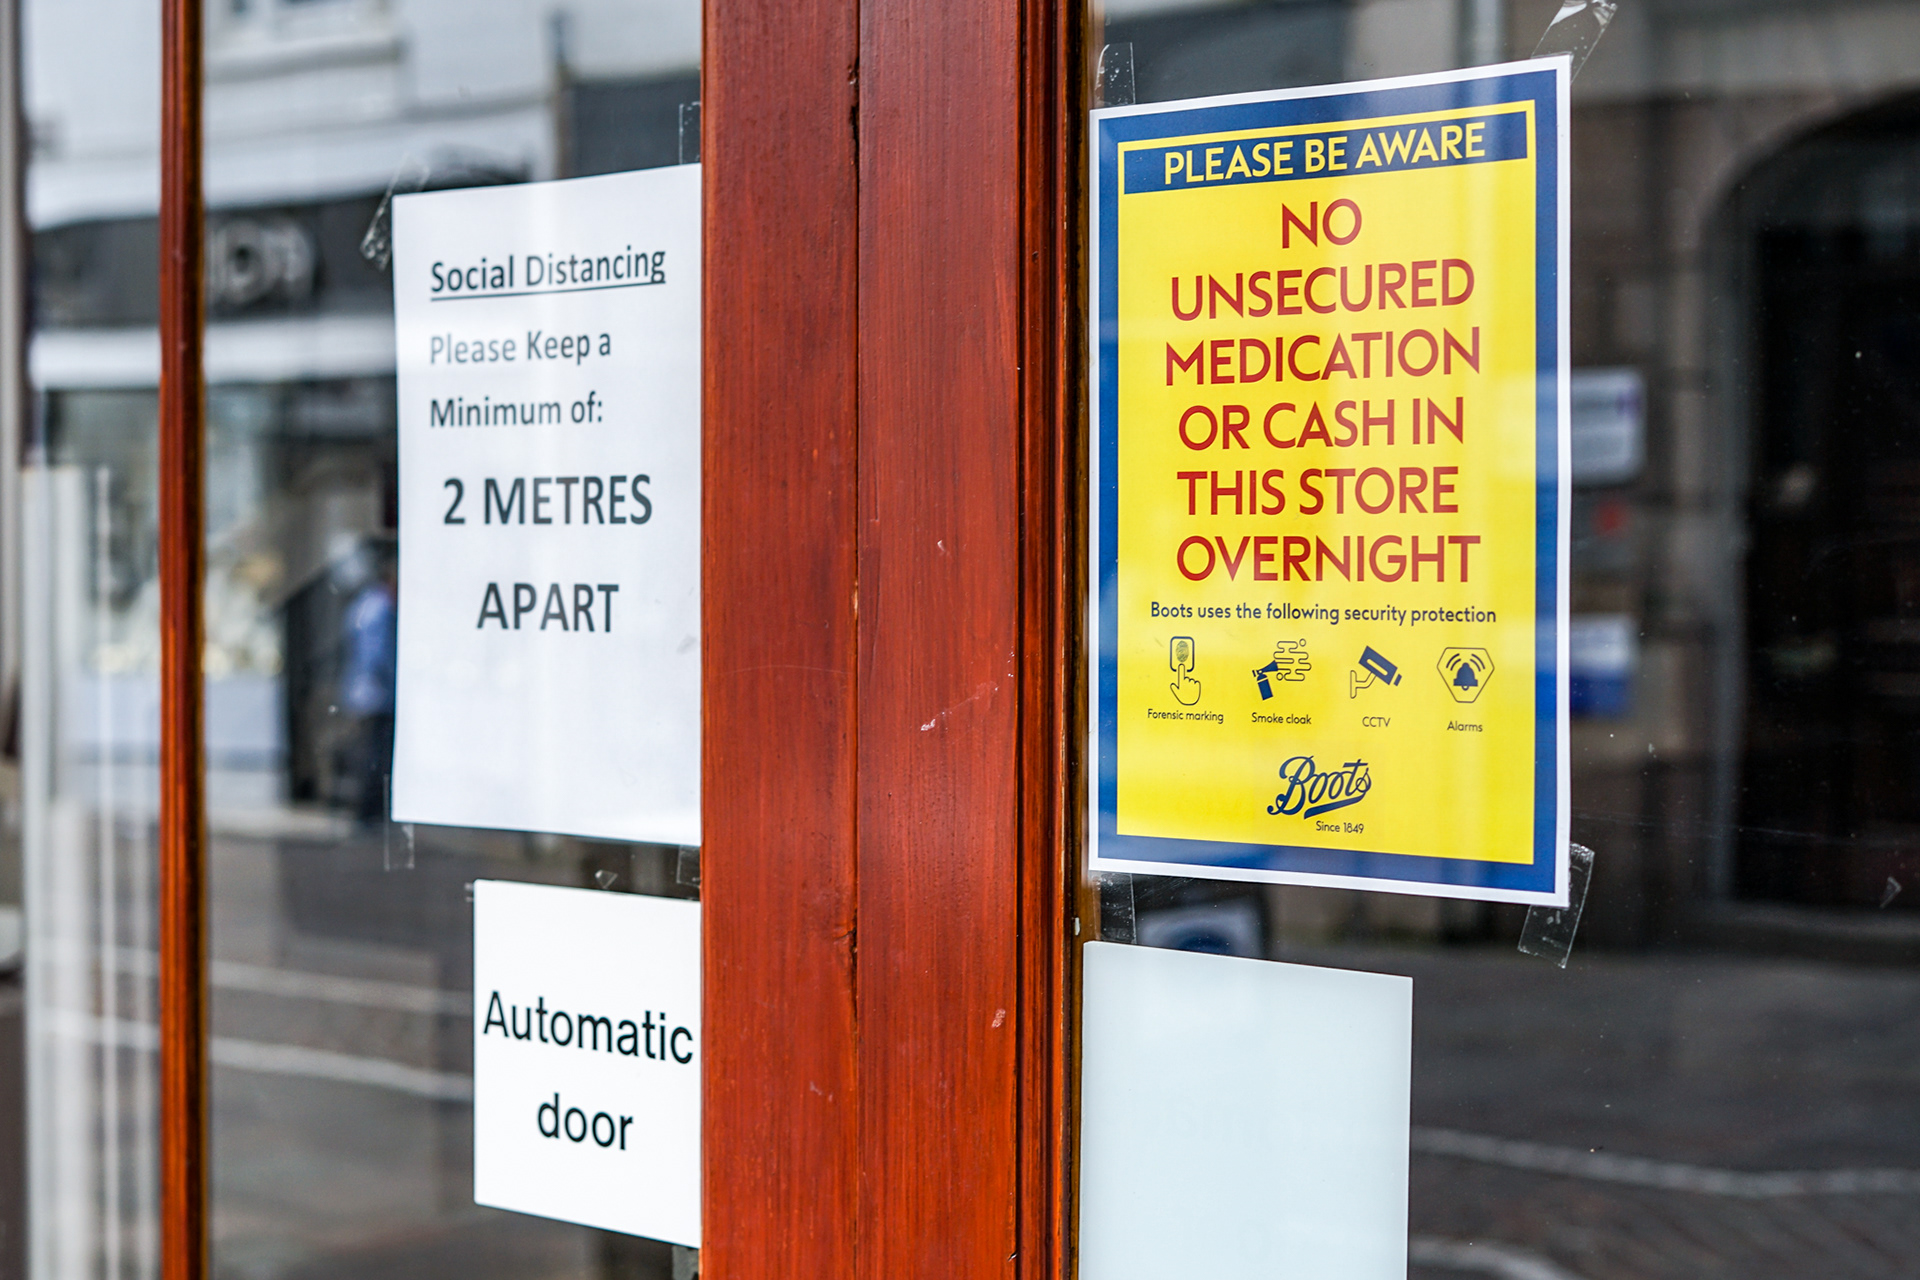 Social Distancing
Please Keep a
Minimum of:
2 METRES
APART
Automatic
door
PLEASE BE AWARE
NO
UNSECURED
MEDICATION
OR CASH IN
THIS STORE
OVERNIGHT
Boots uses the following security protection
Forensic marking
Smoke cloak
CCTV
Alarms
Boots
Since 1849